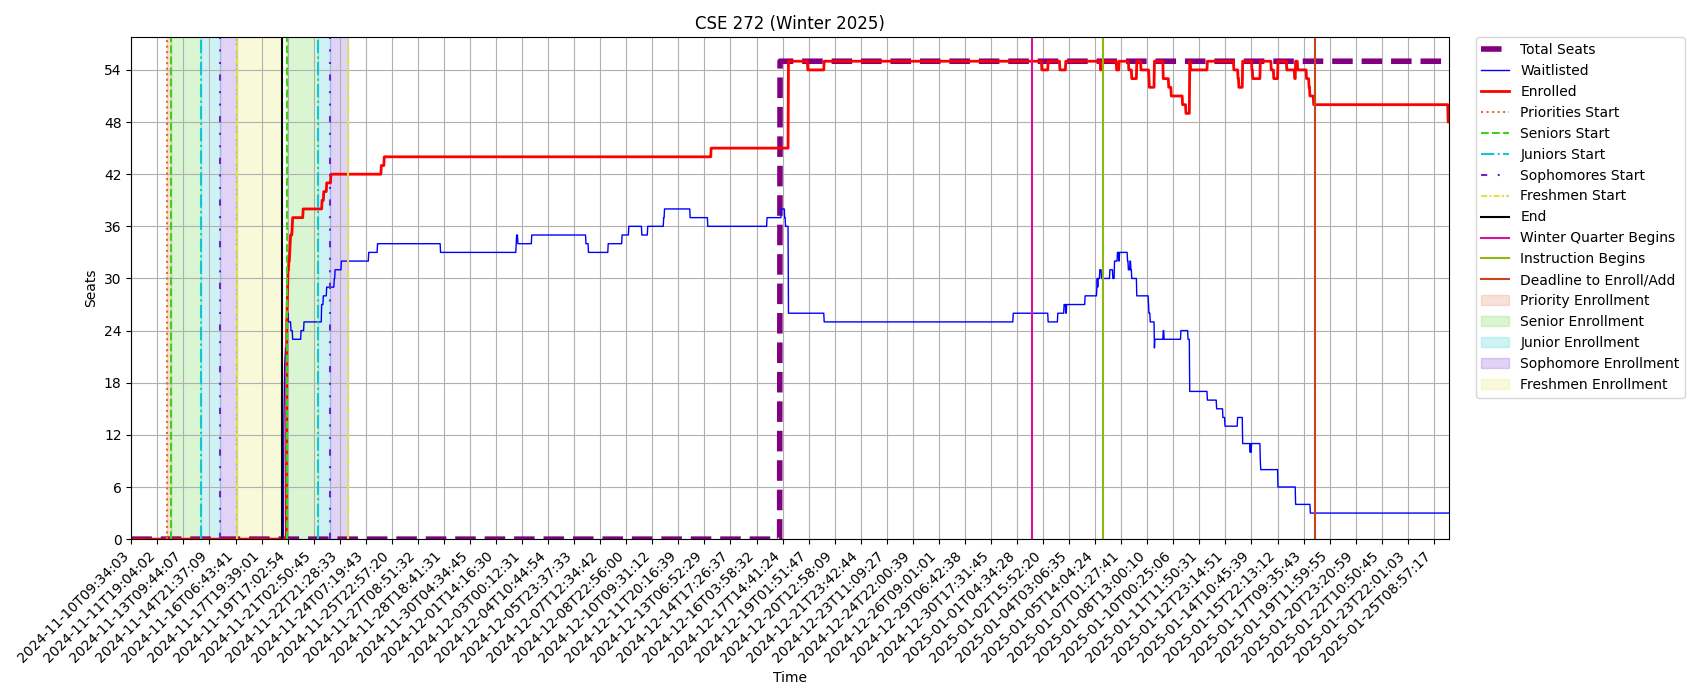 CSE 272 (Winter 2025)
Seats
54
48
42
36
30
24
18
12
6
0
2024-11-10T09:34:03
2024-11-11T19:04:02
2024-11-13T09:44:07
2024-11-14T21:37:09
2024-11-16T06:43:41
2024-11-17T19:39:01
2024-11-19T17:02:54
2024-11-21T02:50:45
2024-11-22T21:28:33
2024-11-24T07:19:43
2024-11-25T22:57:20
2024-11-27T08:51:32
2024-11-28T18:41:31
2024-11-30T04:34:45
2024-12-01T14:16:30
2024-12-03T00:12:31
2024-12-04T10:44:54
2024-12-05T23:37:33
2024-12-07T12:34:42
2024-12-08T22:56:00
2024-12-10T09:31:12
2024-12-11T20:16:39
2024-12-13T06:52:29
2024-12-14T17:26:37
2024-12-16T03:58:32
2024-12-17T14:41:24
2024-12-19T01:51:47
2024-12-20T12:58:09
2024-12-21T23:42:44
2024-12-23T11:09:27
2024-12-24T22:00:39
2024-12-26T09:01:01
2024-12-29T06:42:38
2024-12-30T17:31:45
2025-01-01T04:34:28
2025-01-02T15:52:20
2025-01-04T03:06:35
2025-01-05T14:04:24
2025-01-07T01:27:41
2025-01-08T13:00:10
2025-01-10T00:25:06
2025-01-11T11:50:31
2025-01-12T23:14:51
2025-01-14T10:45:39
2025-01-15T22:13:12
2025-01-17T09:35:43
2025-01-19T11:59:55
2025-01-20T23:20:59
2025-01-22T10:50:45
2025-01-23T22:01:03
2025-01-25T08:57:17
Time
Total Seats
Waitlisted
Enrolled
Priorities Start
Seniors Start
Juniors Start
Sophomores Start
Freshmen Start
End
Winter Quarter Begins
Instruction Begins
Deadline to Enroll/Add
Priority Enrollment
Senior Enrollment
Junior Enrollment
Sophomore Enrollment
Freshmen Enrollment